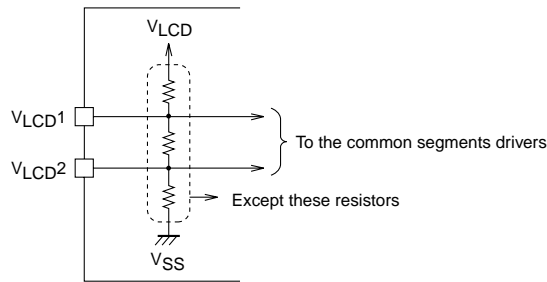 VLCD
VLCD1
To the common segments drivers
VLCD2
Except these resistors
VSS